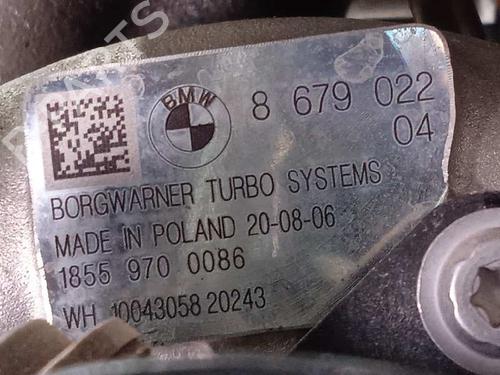 BMW
8 679 022
04
BORGWARNER TURBO SYSTEMS
MADE IN POLAND 20-08-06
1855 970 0086
WH 10043058 20243